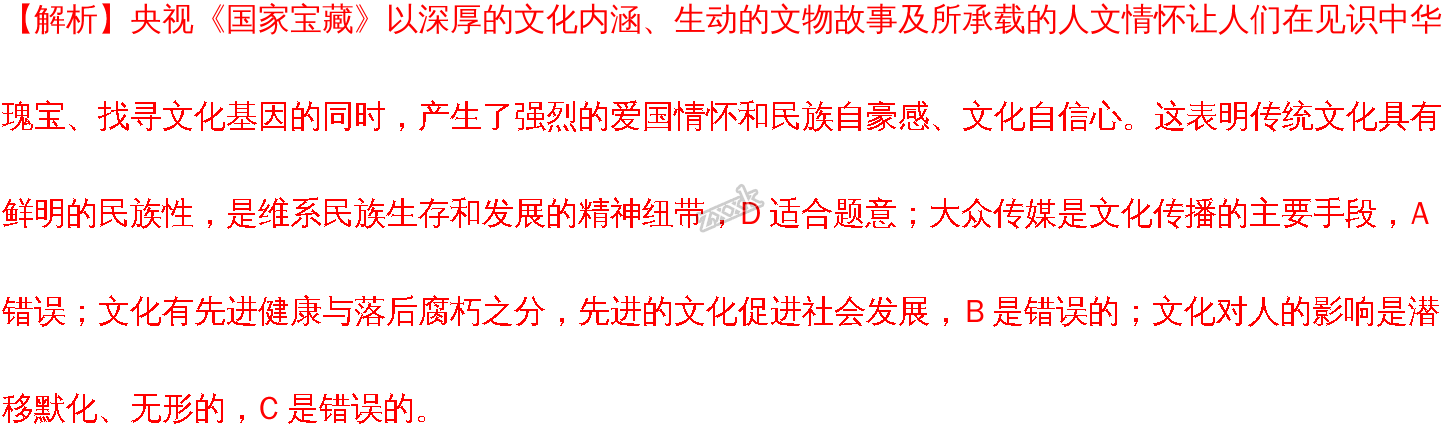 【解析】央视《国家宝藏》以深厚的文化内涵、生动的文物故事及所承载的人文情怀让人们在见识中华
瑰宝、找寻文化基因的同时，产生了强烈的爱国情怀和民族自豪感、文化自信心。这表明传统文化具有
鲜明的民族性，是维系民族生存和发展的精神纽带，D 适合题意；大众传媒是文化传播的主要手段，A
错误；文化有先进健康与落后腐朽之分，先进的文化促进社会发展，B 是错误的；文化对人的影响是潜
移默化、无形的，C 是错误的。